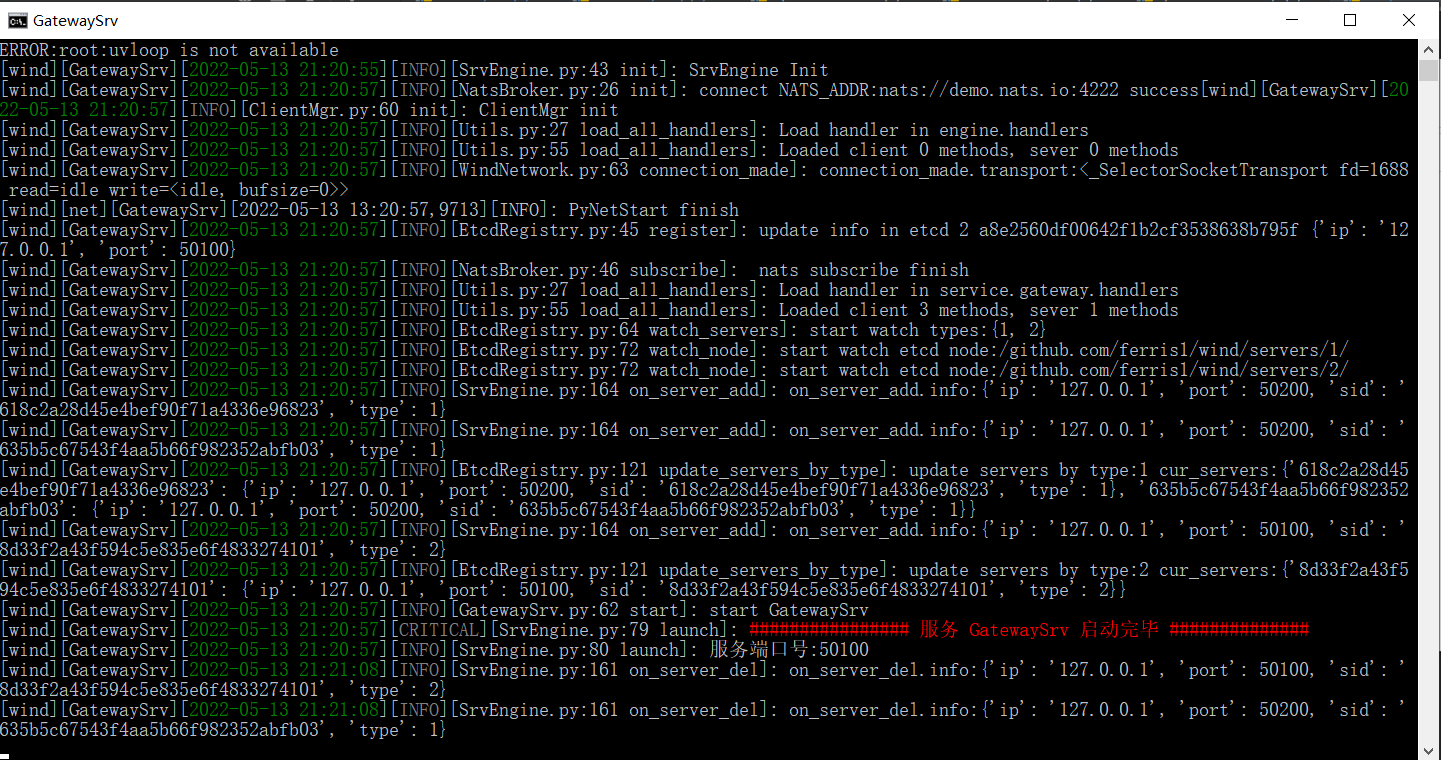 GatewaySrv
ERROR:root:uvloop is not available
[wind][GatewaySrv][2022-05-13 21:20:55][INFO][SrvEngine.py:43 init]: SrvEngine Init
[wind][GatewaySrv][2022-05-13 21:20:57][INFO][NatsBroker.py:26 init]: connect NATS_ADDR:nats://demo.nats.io:4222 success[wind][GatewaySrv][20
22-05-13 21:20:57][INFO][ClientMgr.py:60 init]: ClientMgr init
[wind][GatewaySrv][2022-05-13 21:20:57][INFO][Utils.py:27 load_all_handlers]: Load handler in engine.handlers
[wind][GatewaySrv][2022-05-13 21:20:57][INFO][Utils.py:55 load_all_handlers]: Loaded client 0 methods, sever 0 methods
[wind][GatewaySrv][2022-05-13 21:20:57][INFO][WindNetwork.py:63 connection_made]: connection_made.transport:<_SelectorSocketTransport fd=1688
 read=idle write=<idle, bufsize=0>>
[wind][net][GatewaySrv][2022-05-13 13:20:57,9713][INFO]: PyNetStart finish
[wind][GatewaySrv][2022-05-13 21:20:57][INFO][EtcdRegistry.py:45 register]: update info in etcd 2 a8e2560df00642f1b2cf3538638b795f {'ip': '12
7.0.0.1', 'port': 50100}
[wind][GatewaySrv][2022-05-13 21:20:57][INFO][NatsBroker.py:46 subscribe]:  nats subscribe finish
[wind][GatewaySrv][2022-05-13 21:20:57][INFO][Utils.py:27 load_all_handlers]: Load handler in service.gateway.handlers
[wind][GatewaySrv][2022-05-13 21:20:57][INFO][Utils.py:55 load_all_handlers]: Loaded client 3 methods, sever 1 methods
[wind][GatewaySrv][2022-05-13 21:20:57][INFO][EtcdRegistry.py:64 watch_servers]: start watch types:{1, 2}
[wind][GatewaySrv][2022-05-13 21:20:57][INFO][EtcdRegistry.py:72 watch_node]: start watch etcd node:/github.com/ferris1/wind/servers/1/
[wind][GatewaySrv][2022-05-13 21:20:57][INFO][EtcdRegistry.py:72 watch_node]: start watch etcd node:/github.com/ferris1/wind/servers/2/
[wind][GatewaySrv][2022-05-13 21:20:57][INFO][SrvEngine.py:164 on_server_add]: on_server_add.info:{'ip': '127.0.0.1', 'port': 50200, 'sid': '
618c2a28d45e4bef90f71a4336e96823', 'type': 1}
[wind][GatewaySrv][2022-05-13 21:20:57][INFO][SrvEngine.py:164 on_server_add]: on_server_add.info:{'ip': '127.0.0.1', 'port': 50200, 'sid': '
635b5c67543f4aa5b66f982352abfb03', 'type': 1}
[wind][GatewaySrv][2022-05-13 21:20:57][INFO][EtcdRegistry.py:121 update_servers_by_type]: update servers by type:1 cur_servers:{'618c2a28d45
e4bef90f71a4336e96823': {'ip': '127.0.0.1', 'port': 50200, 'sid': '618c2a28d45e4bef90f71a4336e96823', 'type': 1}, '635b5c67543f4aa5b66f982352
abfb03': {'ip': '127.0.0.1', 'port': 50200, 'sid': '635b5c67543f4aa5b66f982352abfb03', 'type': 1}}
[wind][GatewaySrv][2022-05-13 21:20:57][INFO][SrvEngine.py:164 on_server_add]: on_server_add.info:{'ip': '127.0.0.1', 'port': 50100, 'sid': '
8d33f2a43f594c5e835e6f4833274101', 'type': 2}
[wind][GatewaySrv][2022-05-13 21:20:57][INFO][EtcdRegistry.py:121 update_servers_by_type]: update servers by type:2 cur_servers:{'8d33f2a43f5
94c5e835e6f4833274101': {'ip': '127.0.0.1', 'port': 50100, 'sid': '8d33f2a43f594c5e835e6f4833274101', 'type': 2}}
[wind][GatewaySrv][2022-05-13 21:20:57][INFO][GatewaySrv.py:62 start]: start GatewaySrv
[wind][GatewaySrv][2022-05-13 21:20:57][CRITICAL][SrvEngine.py:79 launch]: ################ 服务 GatewaySrv 启动完毕 ##############
[wind][GatewaySrv][2022-05-13 21:20:57][INFO][SrvEngine.py:80 launch]: 服务端口号:50100
[wind][GatewaySrv][2022-05-13 21:21:08][INFO][SrvEngine.py:161 on_server_del]: on_server_del.info:{'ip': '127.0.0.1', 'port': 50100, 'sid': '
8d33f2a43f594c5e835e6f4833274101', 'type': 2}
[wind][GatewaySrv][2022-05-13 21:21:08][INFO][SrvEngine.py:161 on_server_del]: on_server_del.info:{'ip': '127.0.0.1', 'port': 50200, 'sid': '
635b5c67543f4aa5b66f982352abfb03', 'type': 1}